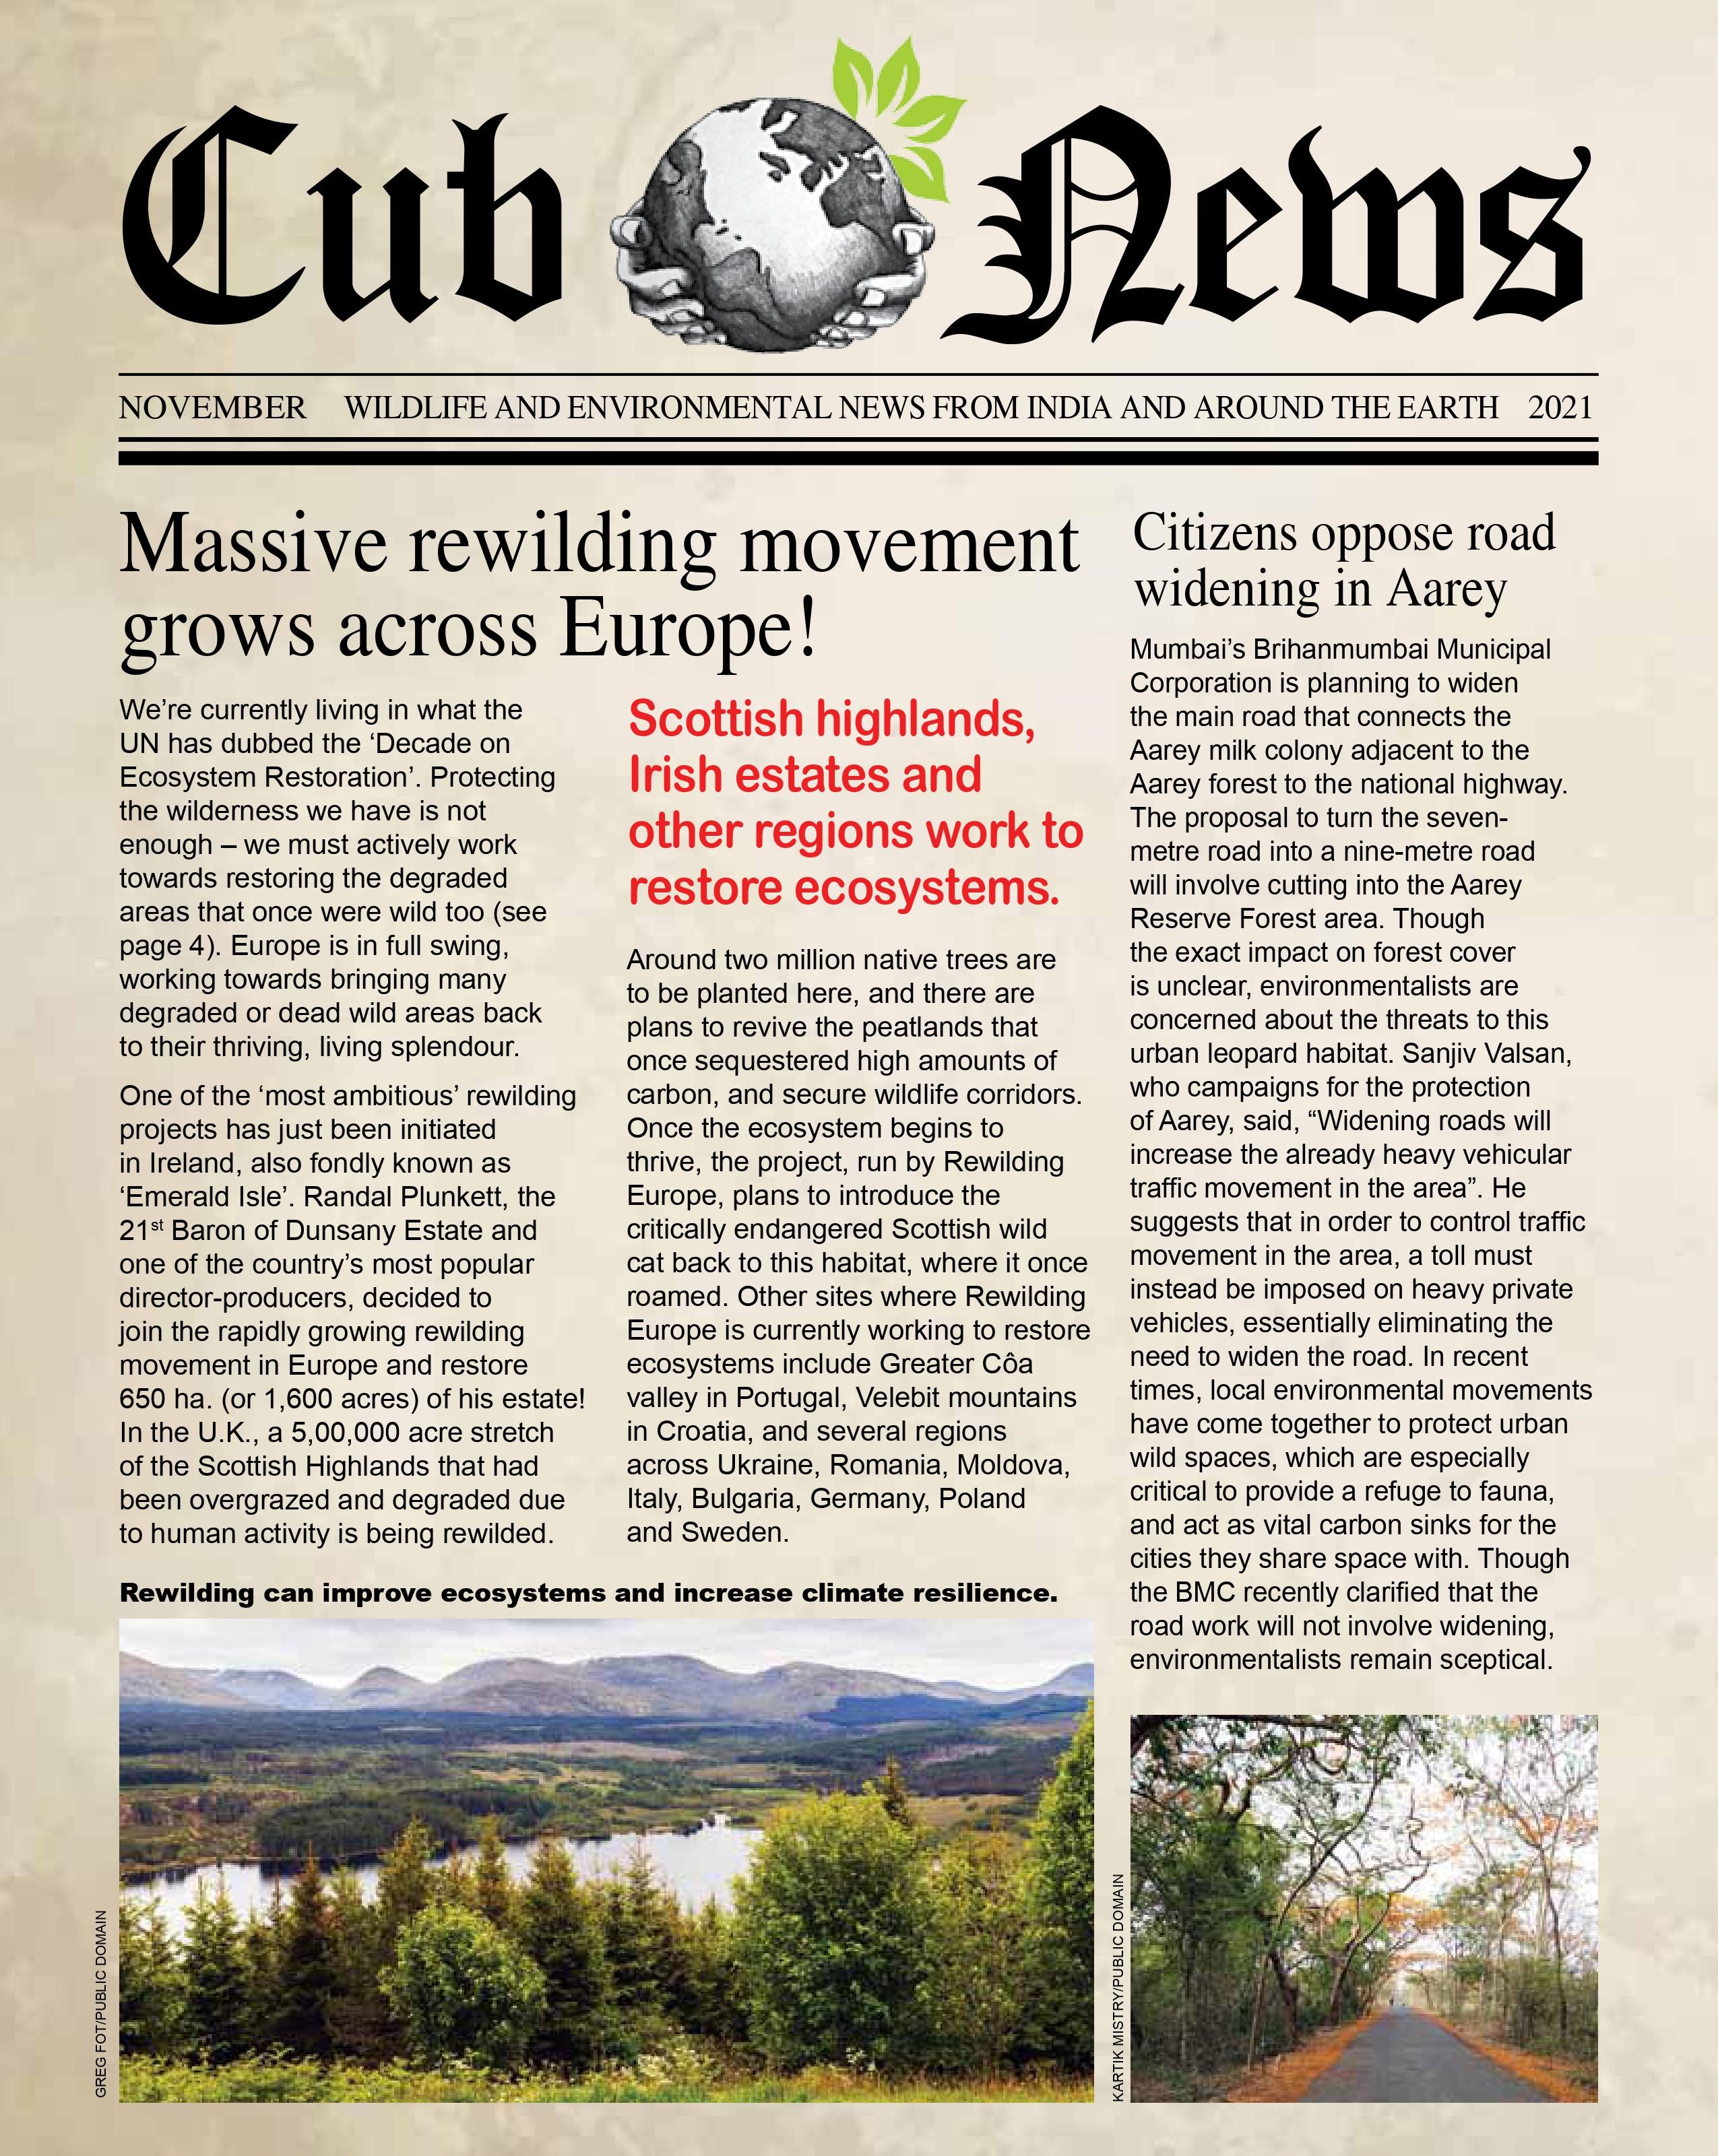 Cub News
NOVEMBER WILDLIFE AND ENVIRONMENTAL NEWS FROM INDIA AND AROUND THE EARTH 2021
Massive rewilding movement
grows across Europe!
We’re currently living in what the
UN has dubbed the ‘Decade on
Ecosystem Restoration’. Protecting
the wilderness we have is not
enough – we must actively work
towards restoring the degraded
areas that once were wild too (see
page 4). Europe is in full swing,
working towards bringing many
degraded or dead wild areas back
to their thriving, living splendour.
One of the ‘most ambitious’ rewilding
projects has just been initiated
in Ireland, also fondly known as
‘Emerald Isle’. Randal Plunkett, the
21st Baron of Dunsany Estate and
one of the country’s most popular
director-producers, decided to
join the rapidly growing rewilding
movement in Europe and restore
650 ha. (or 1,600 acres) of his estate!
In the U.K., a 5,00,000 acre stretch
of the Scottish Highlands that had
been overgrazed and degraded due
to human activity is being rewilded.
Scottish highlands,
Irish estates and
other regions work to
restore ecosystems.
Around two million native trees are
to be planted here, and there are
plans to revive the peatlands that
once sequestered high amounts of
carbon, and secure wildlife corridors.
Once the ecosystem begins to
thrive, the project, run by Rewilding
Europe, plans to introduce the
critically endangered Scottish wild
cat back to this habitat, where it once
roamed. Other sites where Rewilding
Europe is currently working to restore
ecosystems include Greater Côa
valley in Portugal, Velebit mountains
in Croatia, and several regions
across Ukraine, Romania, Moldova,
Italy, Bulgaria, Germany, Poland
and Sweden.
Rewilding can improve ecosystems and increase climate resilience.
GREG FOT/PUBLIC DOMAIN
Citizens oppose road
widening in Aarey
Mumbai’s Brihanmumbai Municipal
Corporation is planning to widen
the main road that connects the
Aarey milk colony adjacent to the
Aarey forest to the national highway.
The proposal to turn the seven-
metre road into a nine-metre road
will involve cutting into the Aarey
Reserve Forest area. Though
the exact impact on forest cover
is unclear, environmentalists are
concerned about the threats to this
urban leopard habitat. Sanjiv Valsan,
who campaigns for the protection
of Aarey, said, “Widening roads will
increase the already heavy vehicular
traffic movement in the area”. He
suggests that in order to control traffic
movement in the area, a toll must
instead be imposed on heavy private
vehicles, essentially eliminating the
need to widen the road. In recent
times, local environmental movements
have come together to protect urban
wild spaces, which are especially
critical to provide a refuge to fauna,
and act as vital carbon sinks for the
cities they share space with. Though
the BMC recently clarified that the
road work will not involve widening,
environmentalists remain sceptical.
KARTIK MISTRY/PUBLIC DOMAIN